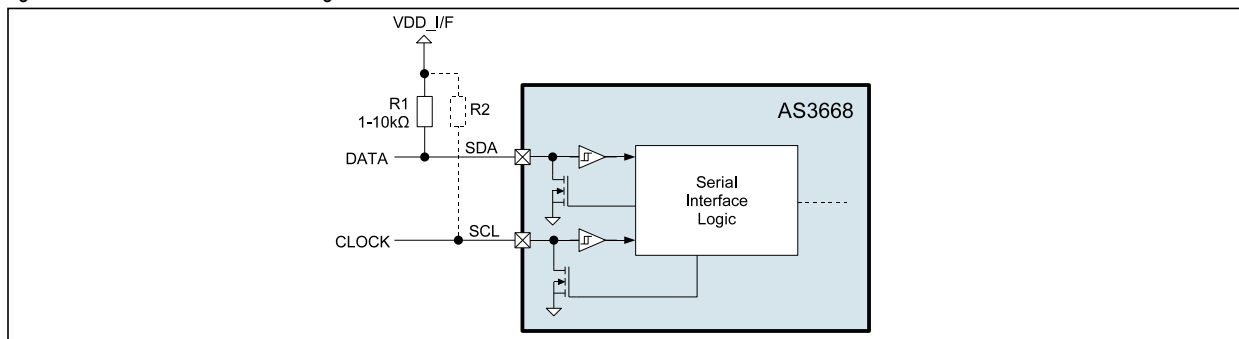 VDD_I/F
R1
1-10kΩ
R2
AS3668
DATA
SDA
Serial
Interface
Logic
CLOCK
SCL